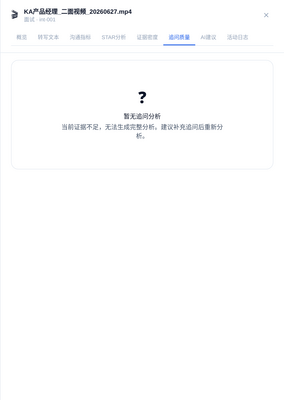 KA产品经理_二面视频_20260627.mp4
面试 · int-001
概览 转写文本 沟通指标 STAR分析 证据密度 追问质量 AI建议 活动日志
?
暂无追问分析
当前证据不足，无法生成完整分析。建议补充追问后重新分
析。